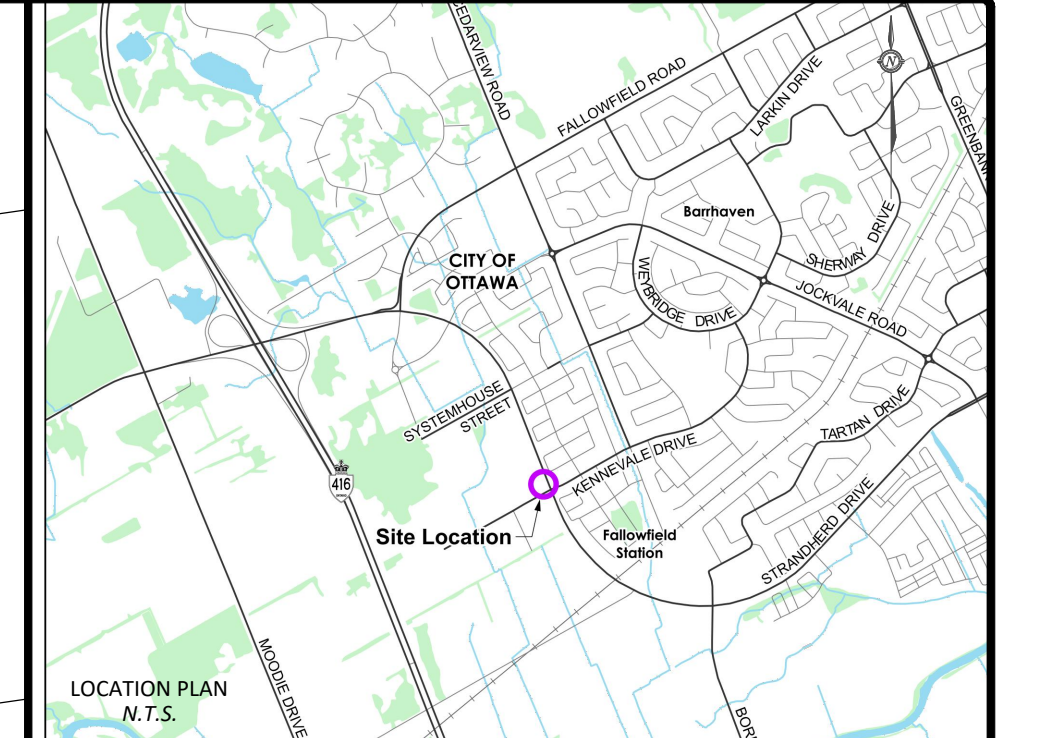 CEDARVIEW ROAD
FALLOWFIELD ROAD
LARKIN DRIVE
N
GREENBANK
Barrhaven
SHERWAY DRIVE
CITY OF
OTTAWA
WEYBRIDGE DRIVE
JOCKVALE ROAD
SYSTEMHOUSE
STREET
TARTAN DRIVE
KENNEVALE DRIVE
416
Site Location
Fallowfield
Station
STRANDHERD DRIVE
MOODIE DRIVE
LOCATION PLAN
N.T.S.
BOR